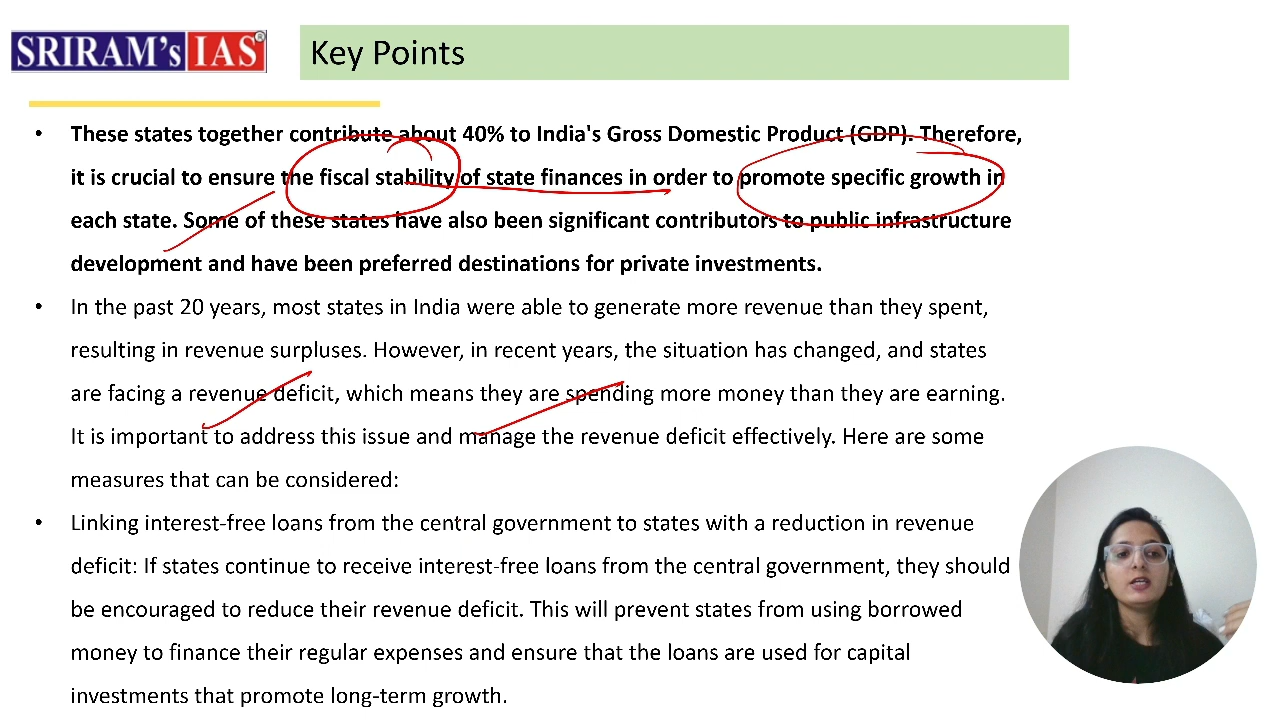 SRIRAM's IAS®
Key Points
• These states together contribute about 40% to India's Gross Domestic Product (GDP). Therefore,
it is crucial to ensure the fiscal stability of state finances in order to promote specific growth in
each state. Some of these states have also been significant contributors to public infrastructure
development and have been preferred destinations for private investments.
• In the past 20 years, most states in India were able to generate more revenue than they spent,
resulting in revenue surpluses. However, in recent years, the situation has changed, and states
are facing a revenue deficit, which means they are spending more money than they are earning.
It is important to address this issue and manage the revenue deficit effectively. Here are some
measures that can be considered:
• Linking interest-free loans from the central government to states with a reduction in revenue
deficit: If states continue to receive interest-free loans from the central government, they should
be encouraged to reduce their revenue deficit. This will prevent states from using borrowed
money to finance their regular expenses and ensure that the loans are used for capital
investments that promote long-term growth.